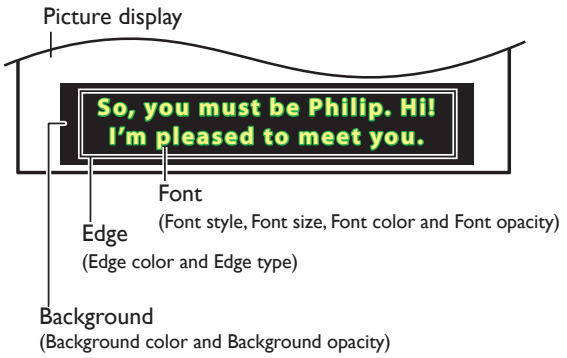 Picture display
So, you must be Philip. Hi!
I'm pleased to meet you.
Font
(Font style, Font size, Font color and Font opacity)
Edge
(Edge color and Edge type)
Background
(Background color and Background opacity)